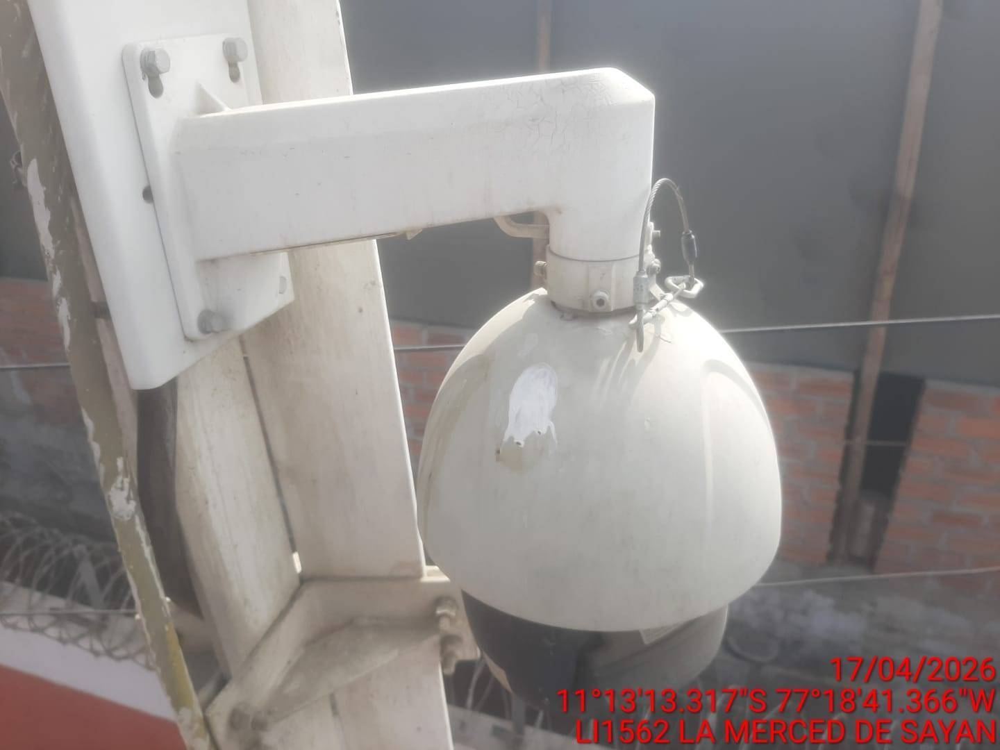 17/04/2026
11°13'13.317"S 77°18'41.366"W
LI1562 LA MERCED DE SAYAN